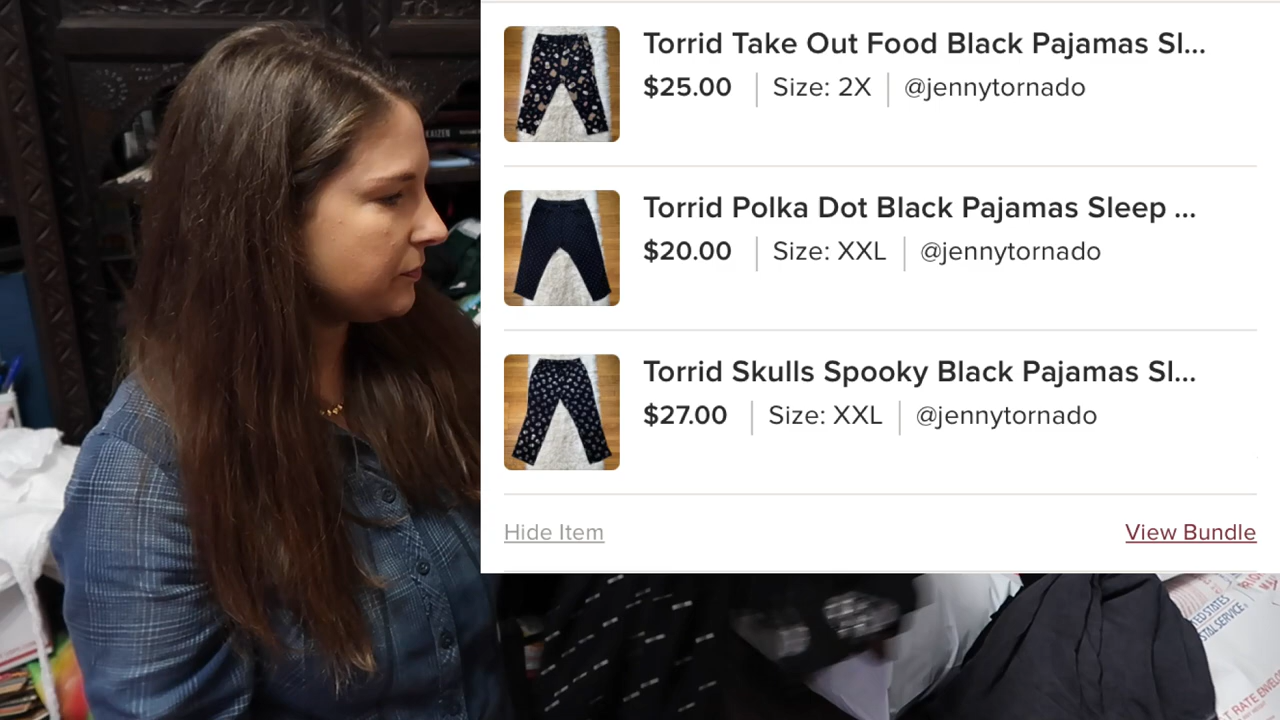 Torrid Take Out Food Black Pajamas Sl...
$25.00 Size: 2X @jennytornado
Torrid Polka Dot Black Pajamas Sleep ...
$20.00 Size: XXL @jennytornado
Torrid Skulls Spooky Black Pajamas Sl...
$27.00 Size: XXL @jennytornado
Hide Item View Bundle
KAIZEN
RATE